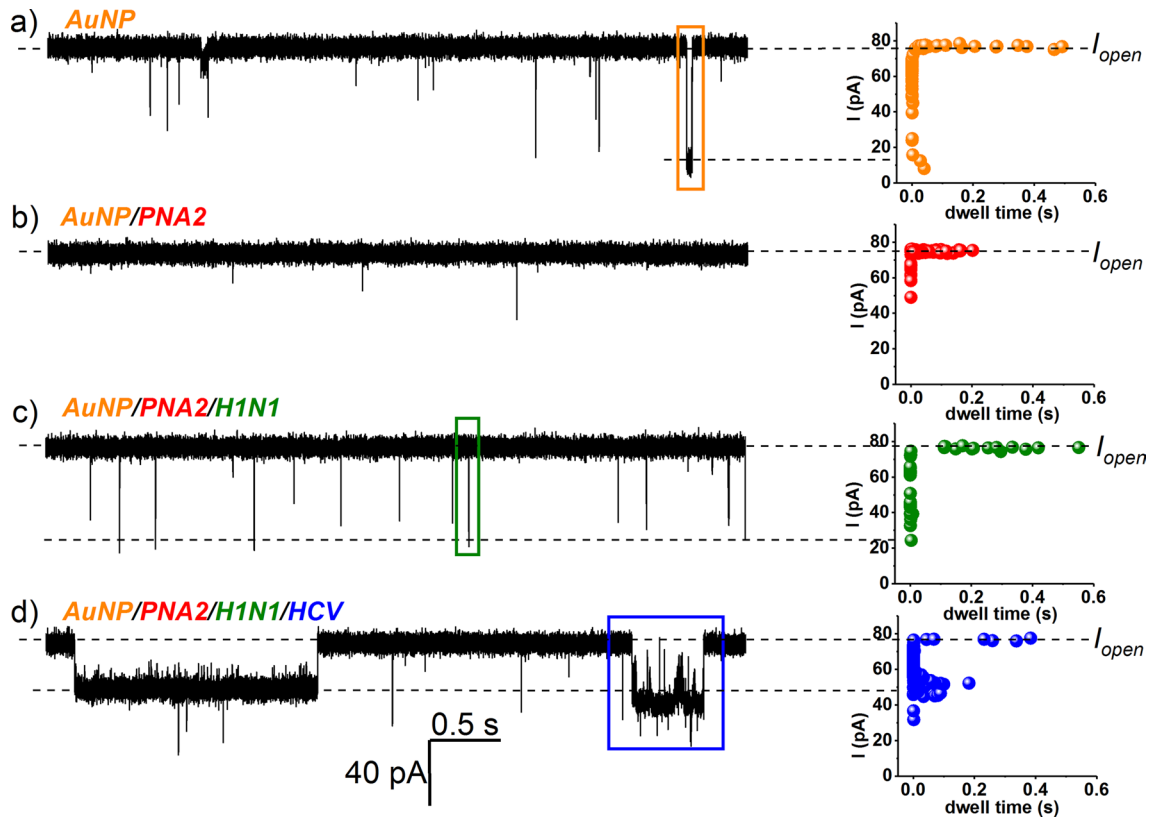 a) AuNP
I_open
I (pA)
80
60
40
20
0
0.0 0.2 0.4 0.6
dwell time (s)
b) AuNP/PNA2
I_open
I (pA)
80
60
40
20
0
0.0 0.2 0.4 0.6
dwell time (s)
c) AuNP/PNA2/H1N1
I_open
I (pA)
80
60
40
20
0
0.0 0.2 0.4 0.6
dwell time (s)
d) AuNP/PNA2/H1N1/HCV
0.5 s
40 pA
I_open
I (pA)
80
60
40
20
0
0.0 0.2 0.4 0.6
dwell time (s)